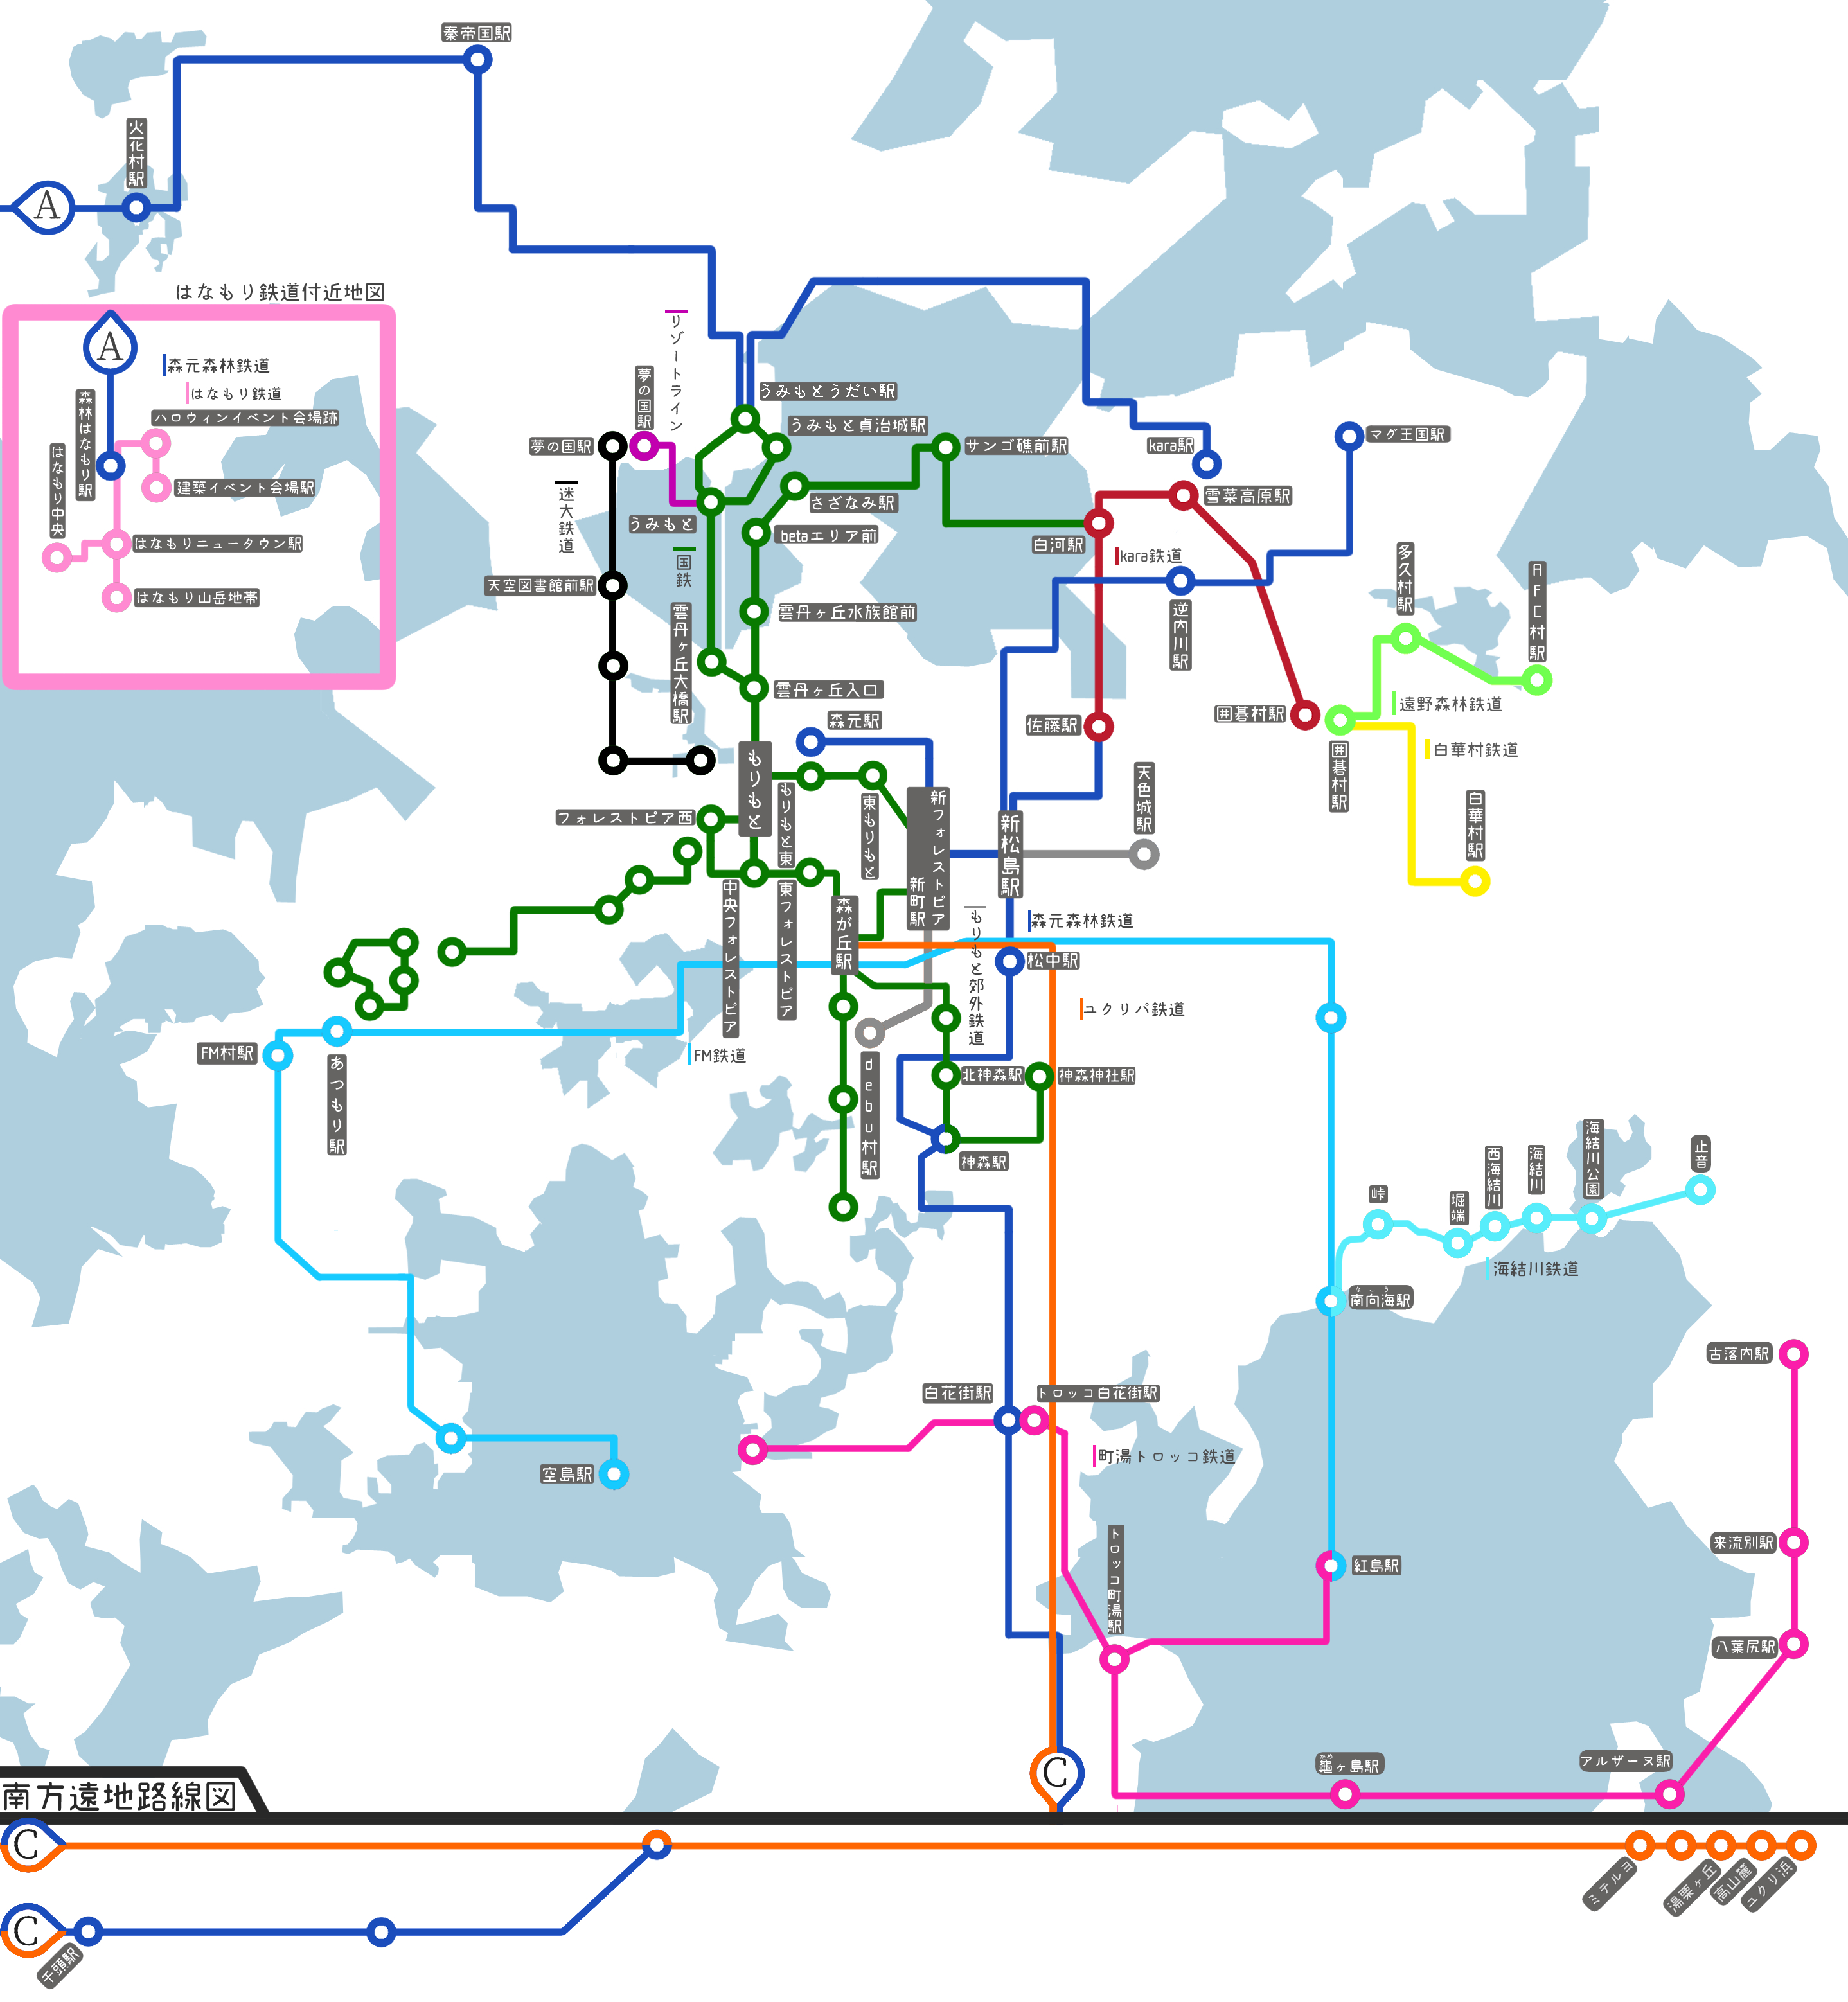 秦帝国駅
火花村駅
A
はなもり鉄道付近地図
A
森元森林鉄道
はなもり鉄道
森林はなもり駅
ハロウィンイベント会場跡
はなもり中央
建築イベント会場駅
はなもりニュータウン駅
はなもり山岳地帯
リゾートライン
夢の国駅
夢の国駅
うみもとうだい駅
うみもと貞治城駅
サンゴ礁前駅
kara駅
マグ王国駅
迷大鉄道
うみもと
さざなみ駅
雪菜高原駅
国鉄
betaエリア前
白河駅
kara鉄道
多久村駅
AFC村駅
天空図書館前駅
雲丹ヶ丘大橋駅
雲丹ヶ丘水族館前
逆内川駅
雲丹ヶ丘入口
森元駅
佐藤駅
囲碁村駅
囲碁村駅
遠野森林鉄道
白華村鉄道
もりもと
もりもと東
東もりもと
新フォレストピア
新町駅
新松島駅
天色城駅
白華村駅
フォレストピア西
中央フォレストピア
東フォレストピア
森が丘駅
もりもと郊外鉄道
森元森林鉄道
松中駅
ユクリパ鉄道
FM村駅
あつもり駅
FM鉄道
debu村駅
北神森駅
神森神社駅
神森駅
峠
堀端
西海結川
海結川
海結川公園
止音
海結川鉄道
なこう
南向海駅
古落内駅
白花街駅
トロッコ白花街駅
町湯トロッコ鉄道
空島駅
トロッコ町湯駅
紅島駅
来流別駅
八葉尻駅
かめ
龜ヶ島駅
アルザーヌ駅
C
南方遠地路線図
C
ミテルヨ
湯栗ヶ丘
高山麓
ユクリ浜
C
千頭駅